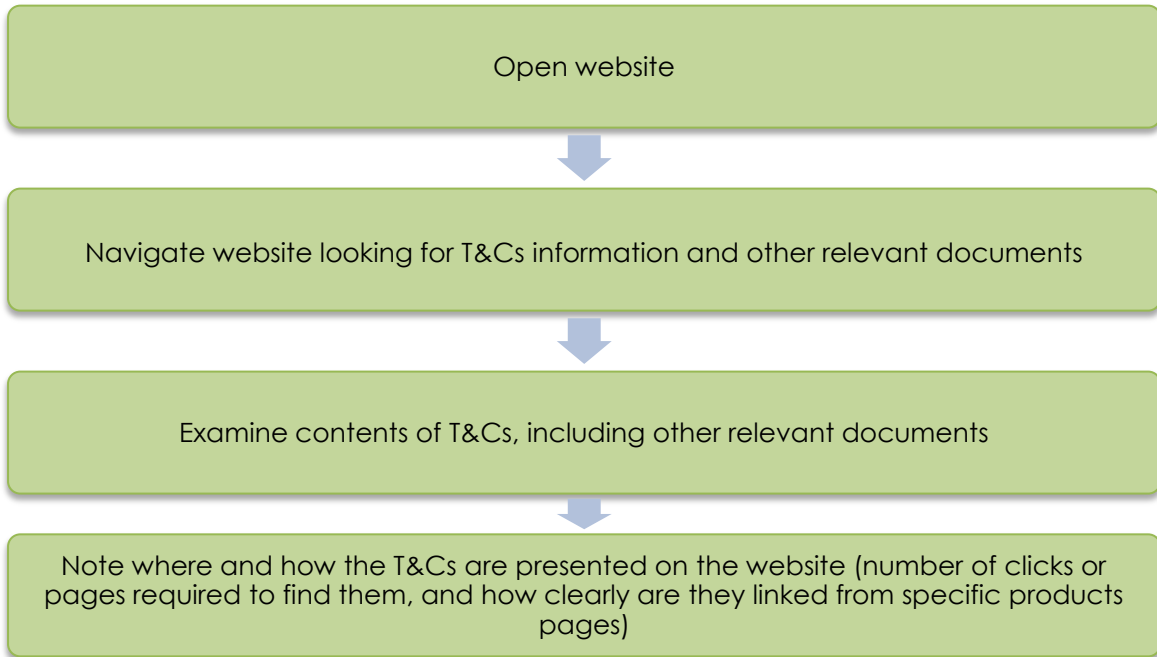 Open website
Navigate website looking for T&Cs information and other relevant documents
Examine contents of T&Cs, including other relevant documents
Note where and how the T&Cs are presented on the website (number of clicks or
pages required to find them, and how clearly are they linked from specific products
pages)